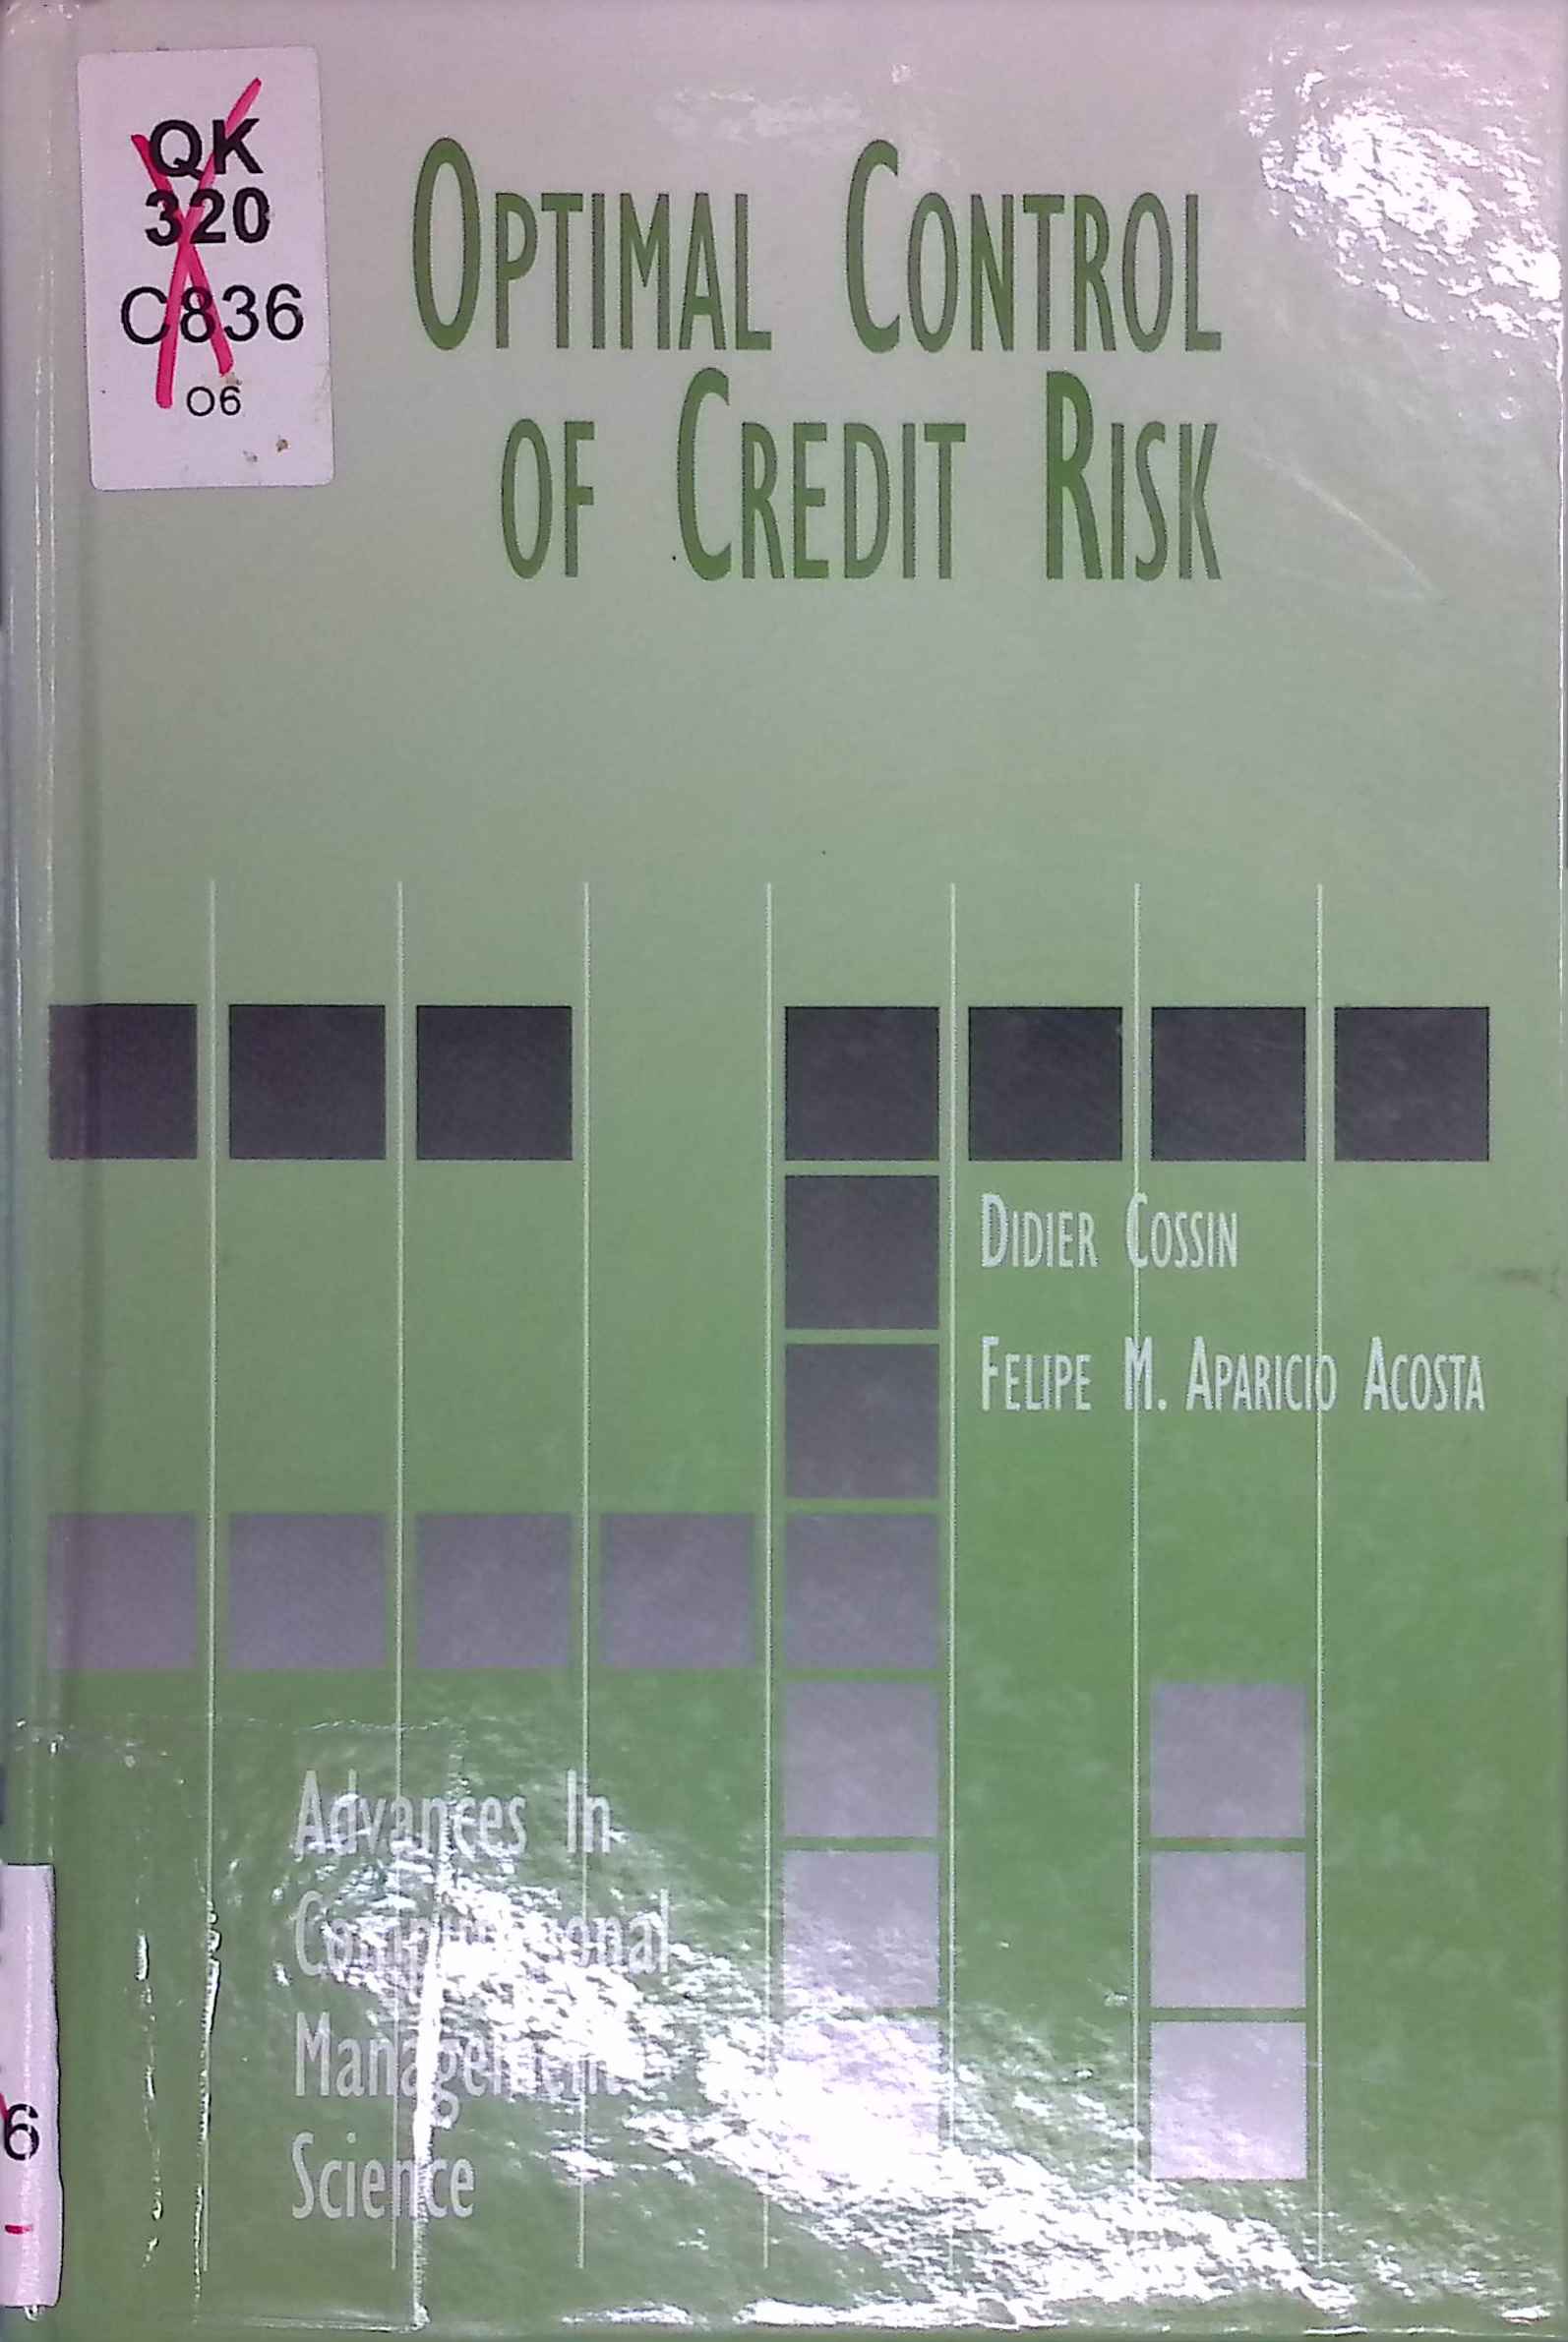 QK
320
C836
O6
OPTIMAL CONTROL
OF CREDIT RISK
DIDIER COSSIN
FELIPE M. APARICIO ACOSTA
Advances In
Computational
Management
Science
6